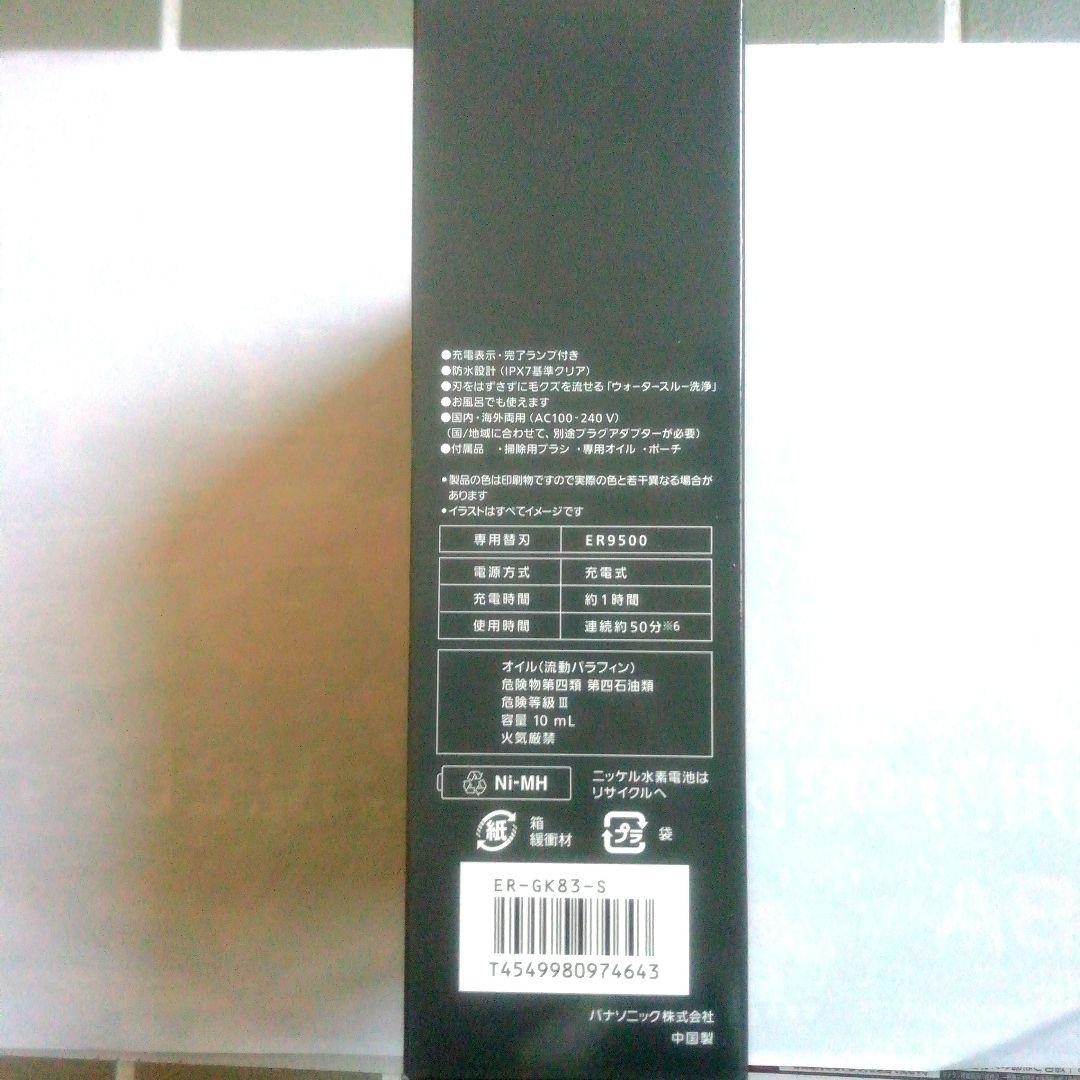 ●充電表示・完了ランプ付き
●防水設計（IPX7基準クリア）
●刃をはずさずに毛クズを流せる「ウォータースルー洗浄」
●お風呂でも使えます
●国内・海外両用（AC100-240 V）
（国/地域に合わせて、別途プラグアダプターが必要）
●付属品　・掃除用ブラシ　・専用オイル　・ポーチ
●製品の色は印刷物ですので実際の色と若干異なる場合が
あります
●イラストはすべてイメージです
専用替刃 ER9500
電源方式 充電式
充電時間 約1時間
使用時間 連続約50分※6
オイル（流動パラフィン）
危険物第四類 第四石油類
危険等級Ⅲ
容量 10 mL
火気厳禁
Ni-MH ニッケル水素電池は
リサイクルへ
紙 箱
緩衝材
プラ 袋
ER-GK83-S
T4549980974643
パナソニック株式会社
中国製